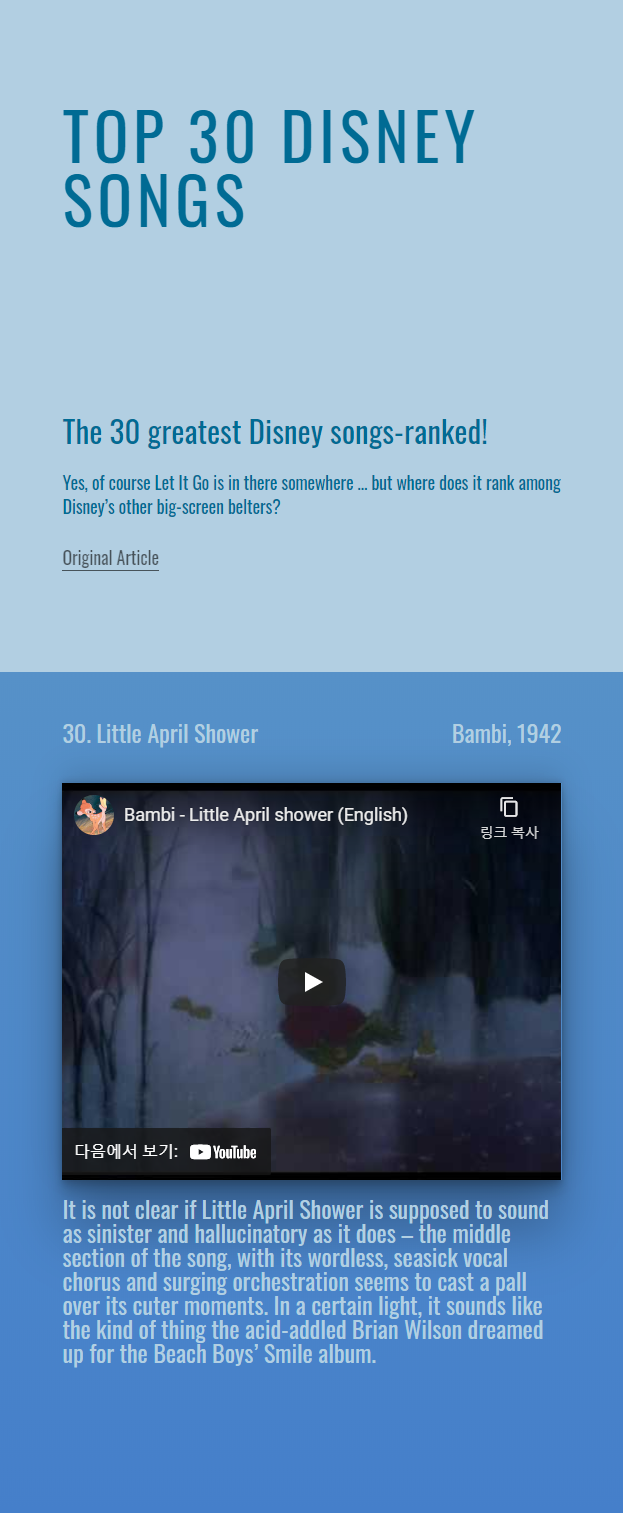 TOP 30 DISNEY
SONGS
The 30 greatest Disney songs-ranked!
Yes, of course Let It Go is in there somewhere ... but where does it rank among
Disney’s other big-screen belters?
Original Article
30. Little April Shower
Bambi, 1942
Bambi - Little April shower (English)
링크 복사
다음에서 보기: YouTube
It is not clear if Little April Shower is supposed to sound
as sinister and hallucinatory as it does – the middle
section of the song, with its wordless, seasick vocal
chorus and surging orchestration seems to cast a pall
over its cuter moments. In a certain light, it sounds like
the kind of thing the acid-addled Brian Wilson dreamed
up for the Beach Boys’ Smile album.